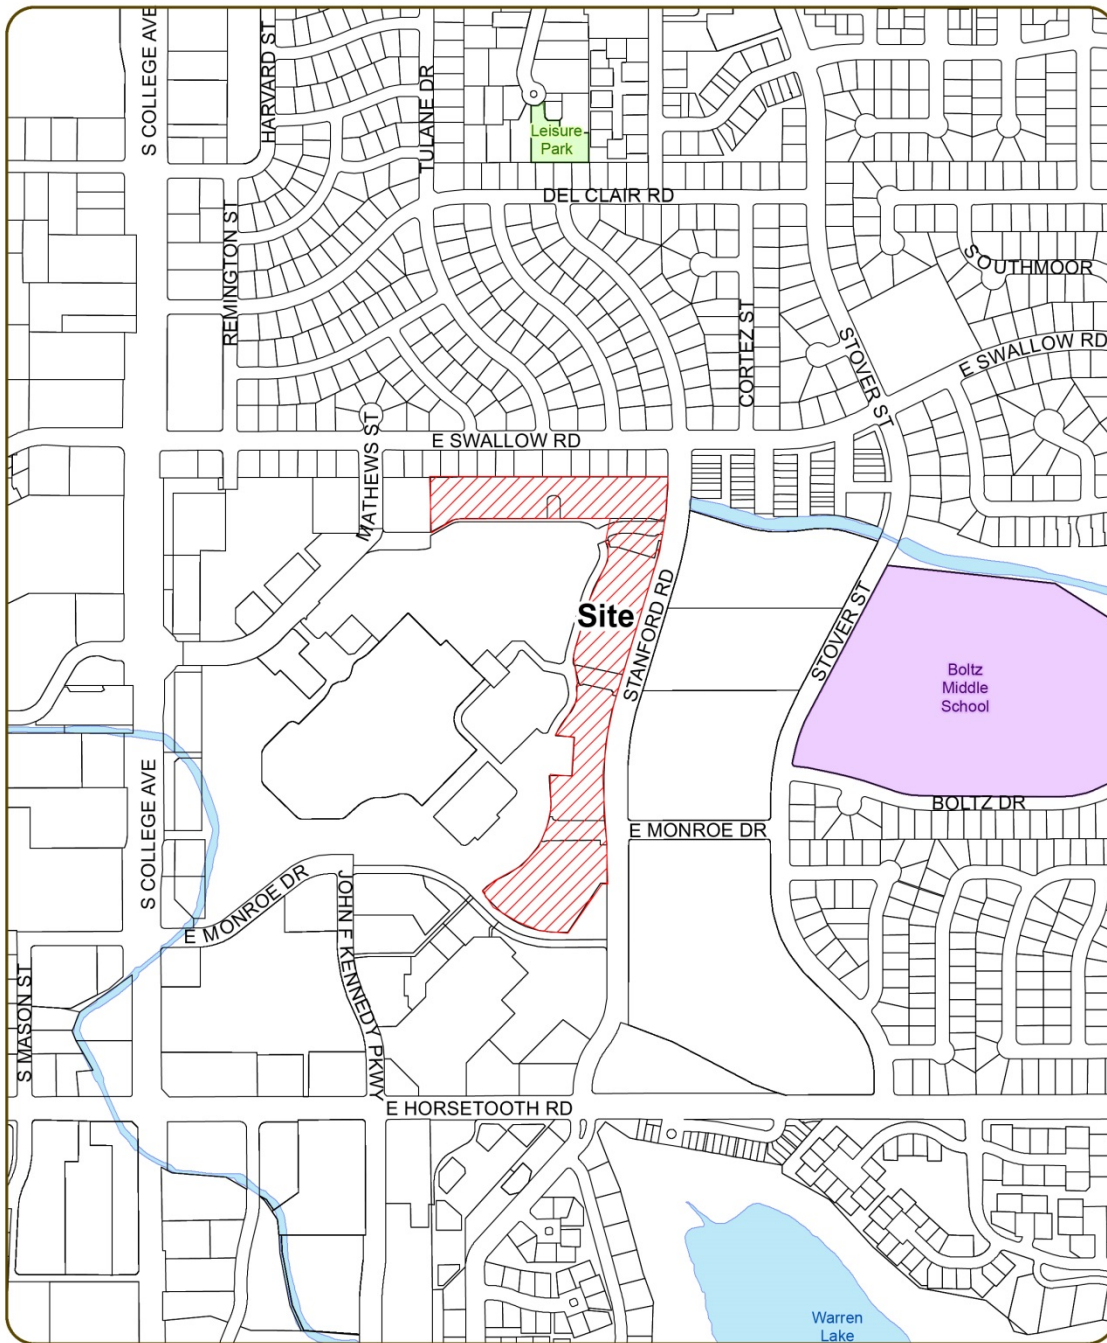 S COLLEGE AVE
HARVARD ST
TULANE DR
Leisure
Park
DEL CLAIR RD
REMINGTON ST
SOUTHMOOR
CORTEZ ST
STOVER ST
E SWALLOW RD
E SWALLOW RD
MATHEWS ST
Site
STANFORD RD
STOVER ST
Boltz
Middle
School
S COLLEGE AVE
BOLTZ DR
E MONROE DR
E MONROE DR
JOHN F KENNEDY PKWY
S MASON ST
E HORSETOOTH RD
Warren
Lake